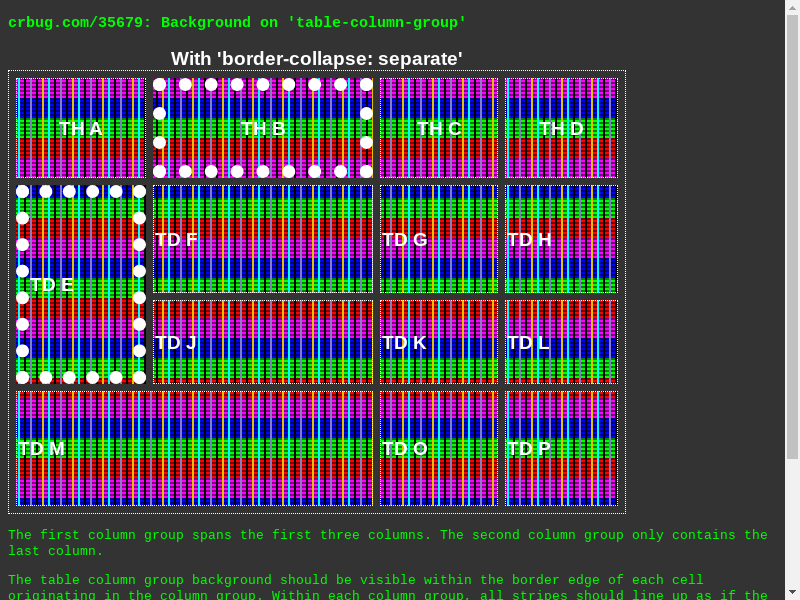 crbug.com/35679: Background on 'table-column-group'
With 'border-collapse: separate'
TH A TH B TH C TH D
TD E TD F TD G TD H
TD J TD K TD L
TD M TD O TD P
The first column group spans the first three columns. The second column group only contains the
last column.
The table column group background should be visible within the border edge of each cell
originating in the column group. Within each column group, all stripes should line up as if the